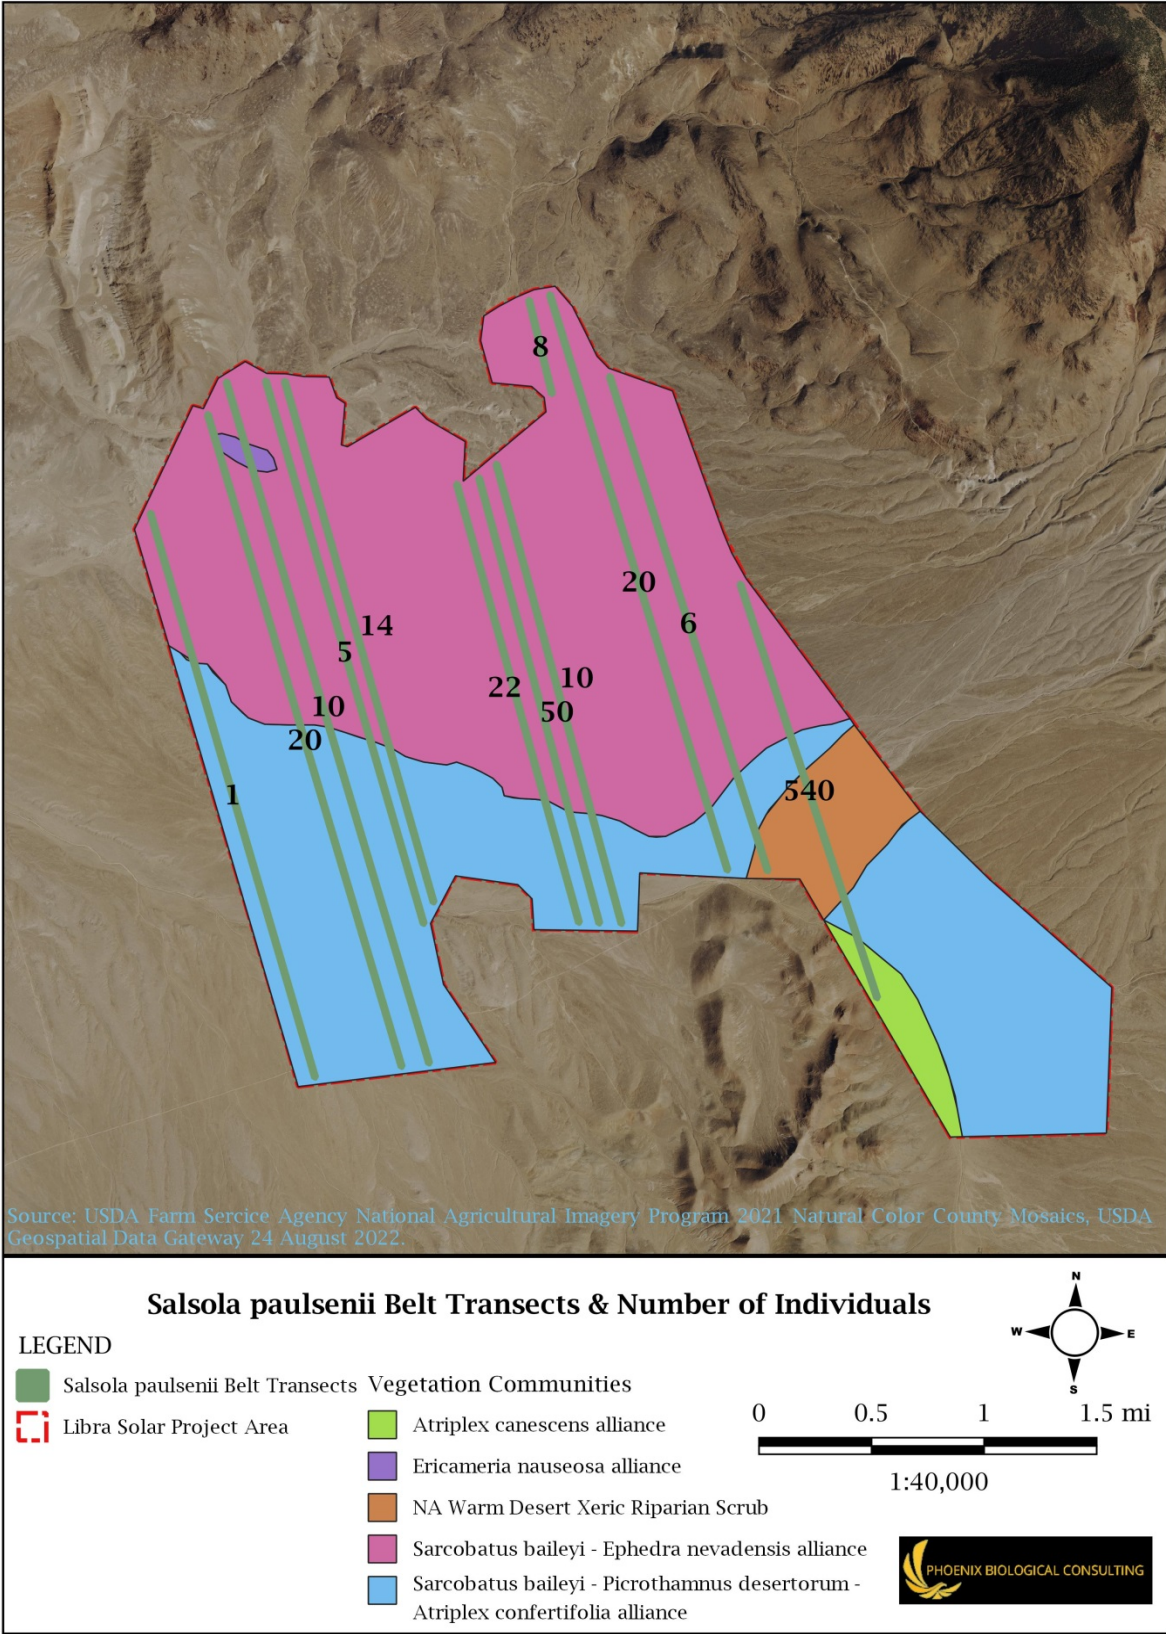 8
20
6
14
5
10
22
50
10
20
1
540
Source: USDA Farm Sercice Agency National Agricultural Imagery Program 2021 Natural Color County Mosaics, USDA
Geospatial Data Gateway 24 August 2022.
Salsola paulsenii Belt Transects & Number of Individuals
N
W E
S
LEGEND
Salsola paulsenii Belt Transects
Libra Solar Project Area
Vegetation Communities
Atriplex canescens alliance
Ericameria nauseosa alliance
NA Warm Desert Xeric Riparian Scrub
Sarcobatus baileyi - Ephedra nevadensis alliance
Sarcobatus baileyi - Picrothamnus desertorum -
Atriplex confertifolia alliance
0 0.5 1 1.5 mi
1:40,000
PHOENIX BIOLOGICAL CONSULTING